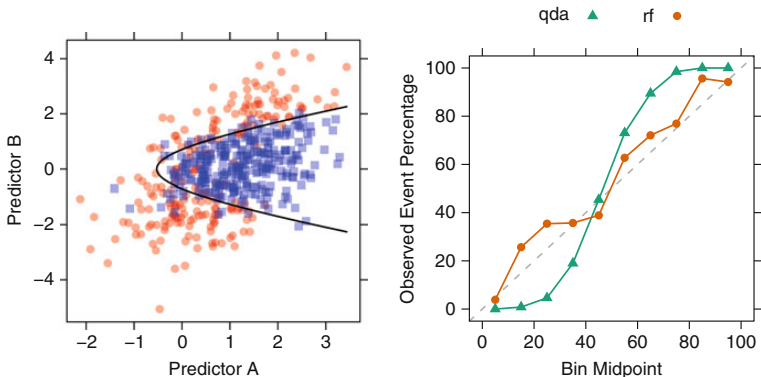 qda rf
4
2
0
−2
−4
Predictor B
−2 −1 0 1 2 3
Predictor A
100
80
60
40
20
0
Observed Event Percentage
0 20 40 60 80 100
Bin Midpoint